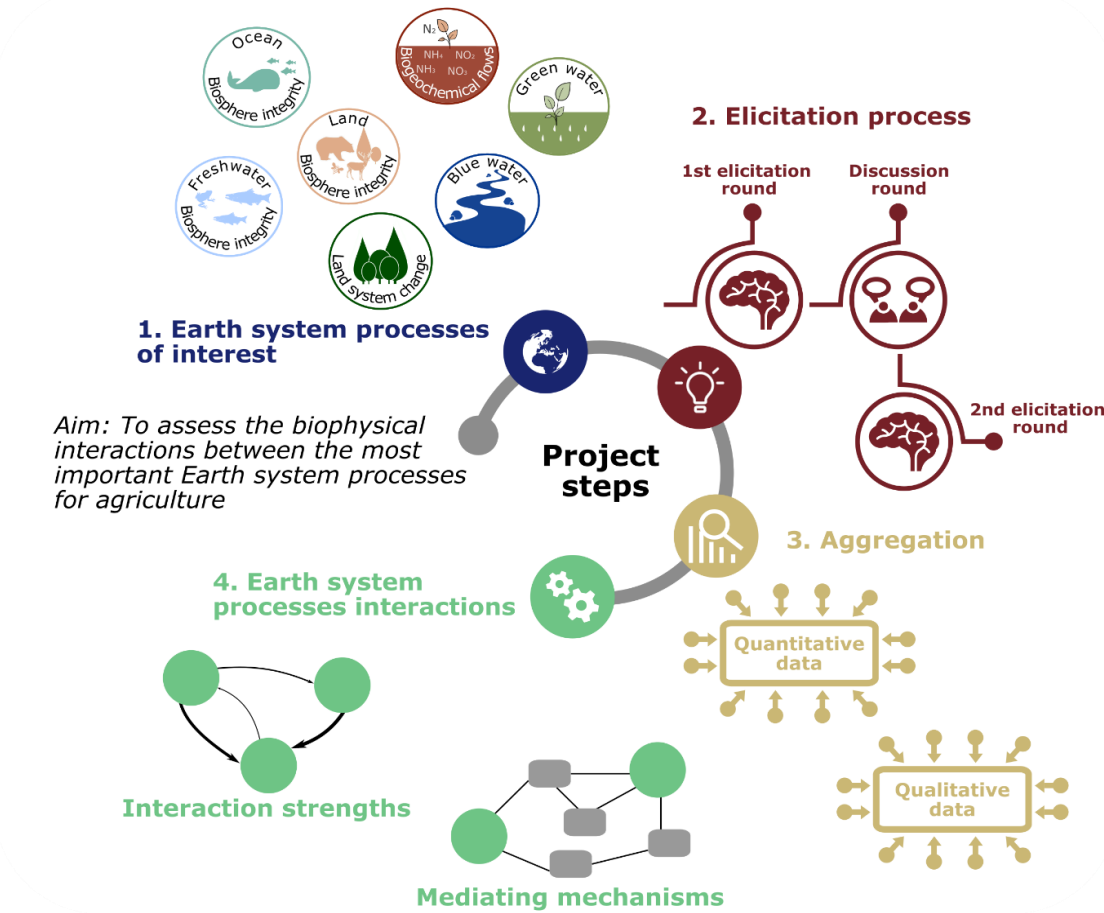 Ocean
Biosphere integrity
N₂
NH₄ NO₂
NH₃ NO₃
Biogeochemical flows
Green water
Land
Biosphere integrity
Freshwater
Biosphere integrity
Blue water
Land system change
2. Elicitation process
1st elicitation
round
Discussion
round
2nd elicitation
round
1. Earth system processes
of interest
Aim: To assess the biophysical
interactions between the most
important Earth system processes
for agriculture
Project
steps
3. Aggregation
Quantitative
data
Qualitative
data
4. Earth system
processes interactions
Interaction strengths
Mediating mechanisms